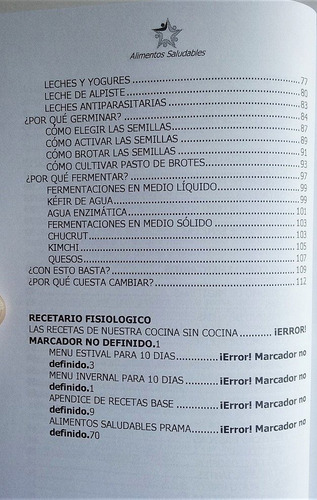 Alimentos Saludables
LECHES Y YOGURES ........ 77
LECHE DE ALPISTE ........ 80
LECHES ANTIPARASITARIAS ........ 83
¿POR QUÉ GERMINAR? ........ 84
CÓMO ELEGIR LAS SEMILLAS ........ 87
CÓMO ACTIVAR LAS SEMILLAS ........ 89
CÓMO BROTAR LAS SEMILLAS ........ 91
CÓMO CULTIVAR PASTO DE BROTES ........ 93
¿POR QUÉ FERMENTAR? ........ 97
FERMENTACIONES EN MEDIO LÍQUIDO ........ 99
KÉFIR DE AGUA ........ 99
AGUA ENZIMÁTICA ........ 101
FERMENTACIONES EN MEDIO SÓLIDO ........ 103
CHUCRUT ........ 103
KIMCHI ........ 105
QUESOS ........ 107
¿CON ESTO BASTA? ........ 109
¿POR QUÉ CUESTA CAMBIAR? ........ 112
RECETARIO FISIOLOGICO
LAS RECETAS DE NUESTRA COCINA SIN COCINA ........ ¡ERROR!
MARCADOR NO DEFINIDO.1
MENU ESTIVAL PARA 10 DIAS ........ ¡Error! Marcador no
definido.3
MENU INVERNAL PARA 10 DIAS ........ ¡Error! Marcador no
definido.1
APENDICE DE RECETAS BASE ........ ¡Error! Marcador no
definido.9
ALIMENTOS SALUDABLES PRAMA ........ ¡Error! Marcador no
definido.70